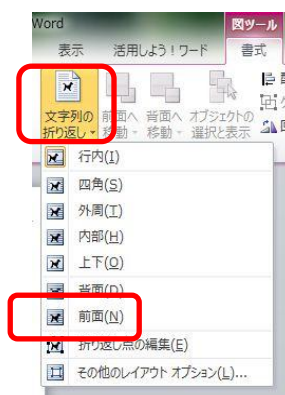 Word
図ツール
表示 活用しよう！ワード 書式
文字列の折り返し 前面へ移動 背面へ移動 オブジェクトの選択と表示
行内(I)
四角(S)
外周(T)
内部(H)
上下(O)
背面(D)
前面(N)
折り返し点の編集(E)
その他のレイアウト オプション(L)...